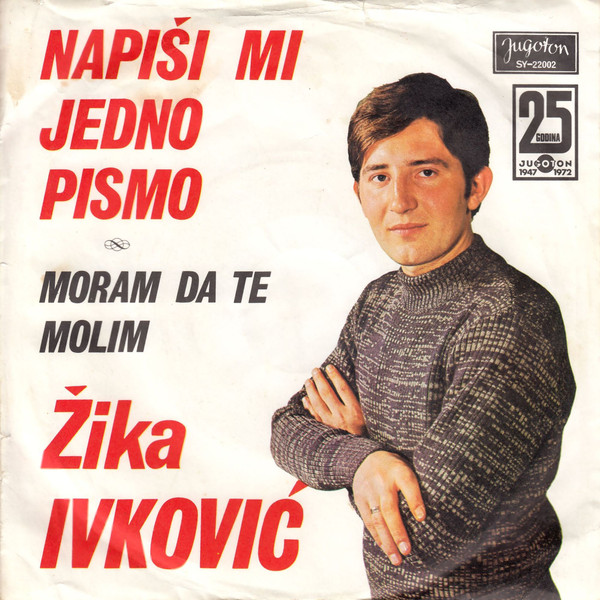 NAPIŠI MI
JEDNO
PISMO
MORAM DA TE
MOLIM
Žika
IVKOVIĆ
Jugoton
SY-22002
25
GODINA
JUGOTON
1947 1972